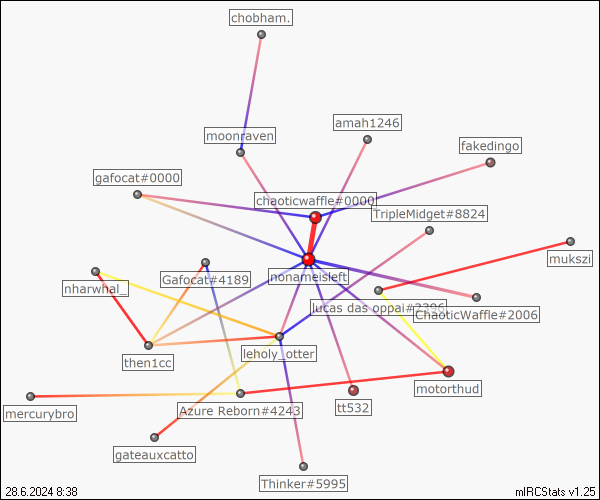 chobham.
amah1246
moonraven
fakedingo
gafocat#0000
chaoticwaffle#0000
TripleMidget#8824
mukszi
Gafocat#4189
nonameisleft
nharwhal_
lucas das oppai#2286
ChaoticWaffle#2006
leholy_otter
then1cc
motorthud
tt532
mercurybro
Azure Reborn#4243
gateauxcatto
Thinker#5995
28.6.2024 8:38
mIRCStats v1.25